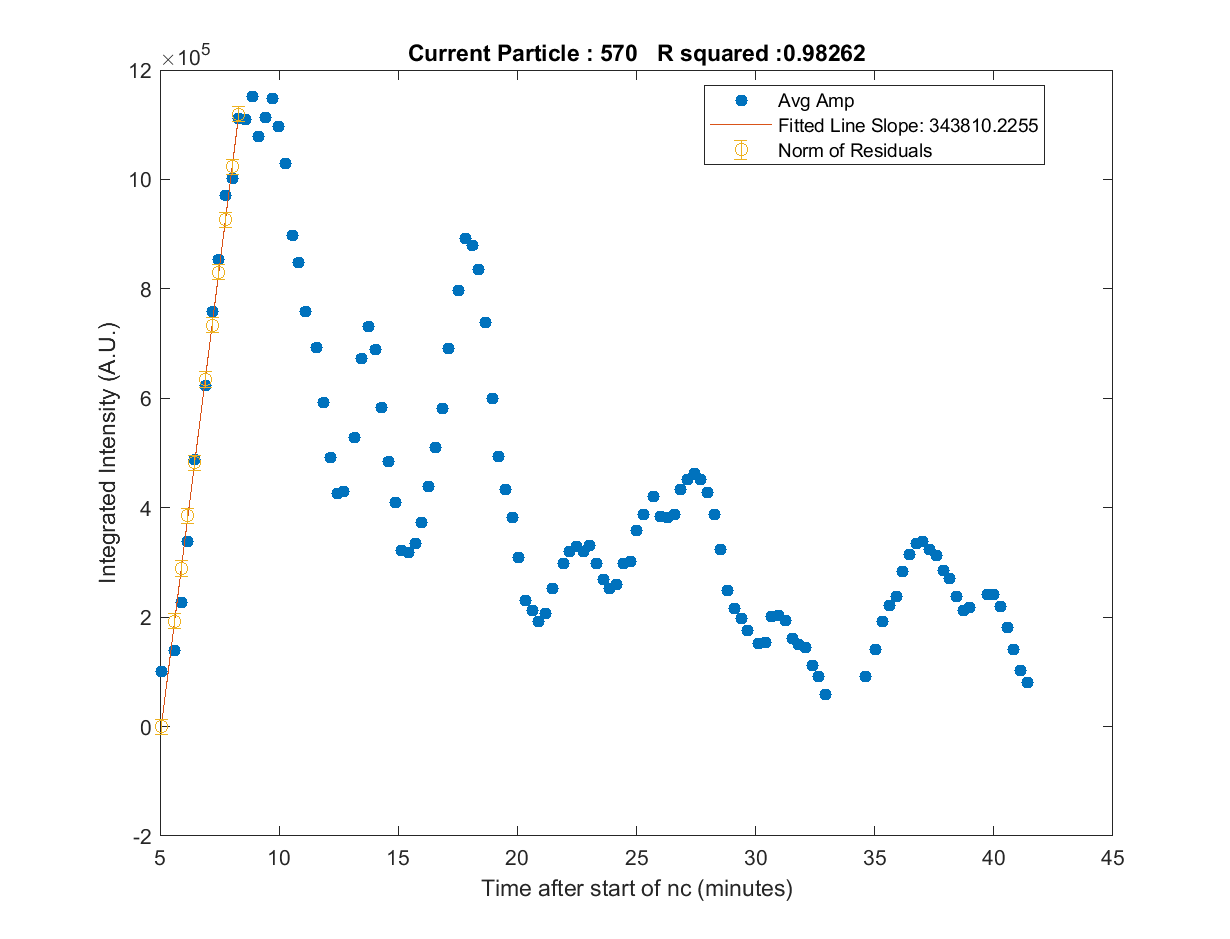 Current Particle : 570 R squared :0.98262
×10^5
12
10
8
6
4
2
0
-2
5 10 15 20 25 30 35 40 45
Time after start of nc (minutes)
Integrated Intensity (A.U.)
Avg Amp
Fitted Line Slope: 343810.2255
Norm of Residuals